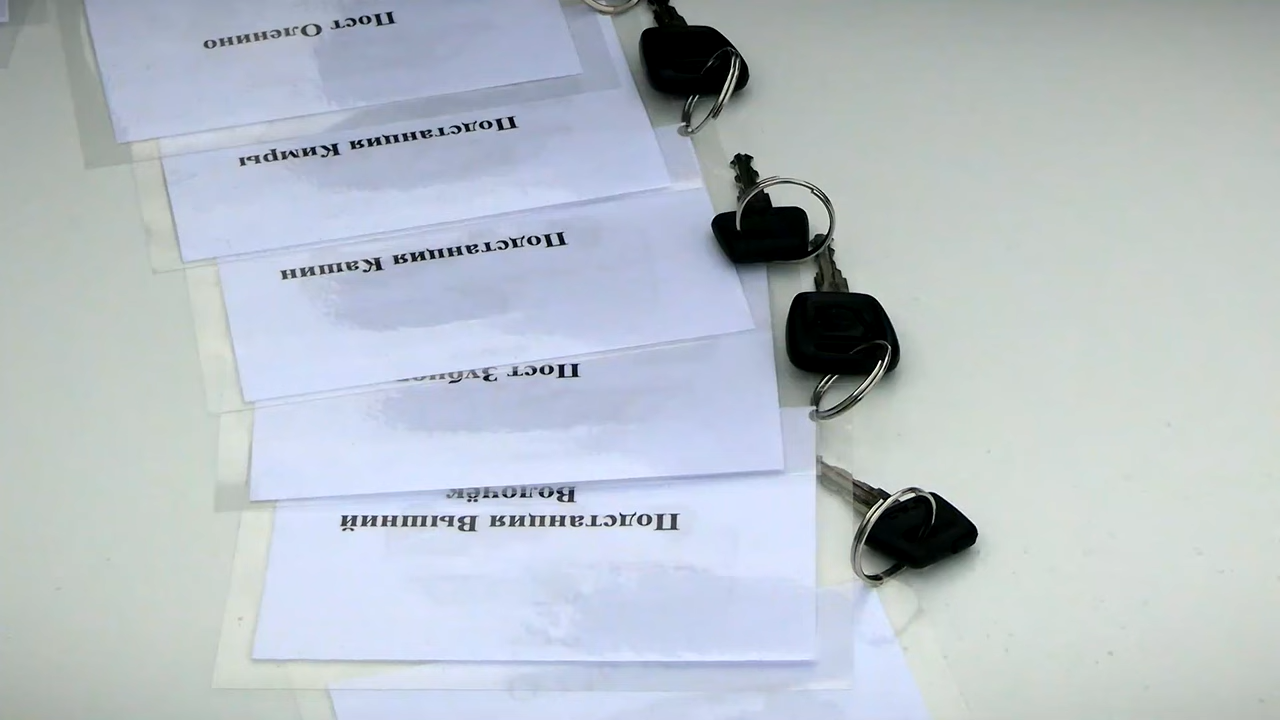 Пост Оленино
Подстанция Кимры
Подстанция Кашин
Пост Зубцов
Подстанция Вышний
Волочёк